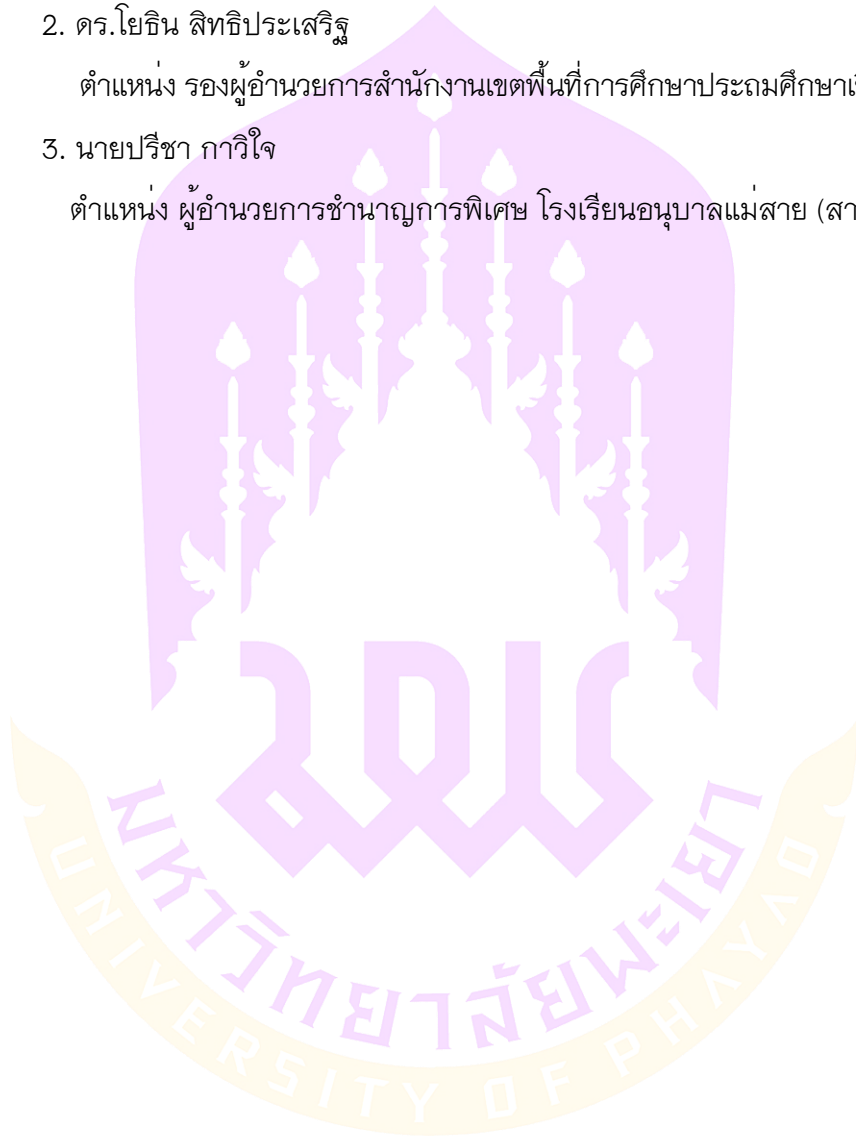 2. ดร.โยธิน สิทธิประเสริฐ
ตำแหน่ง รองผู้อำนวยการสำนักงานเขตพื้นที่การศึกษาประถมศึกษา
3. นายปรีชา กาวิใจ
ตำแหน่ง ผู้อำนวยการชำนาญการพิเศษ โรงเรียนอนุบาลแม่สาย (สา
มพ
มหาวิทยาลัยพะเยา
UNIVERSITY OF PHAYAO